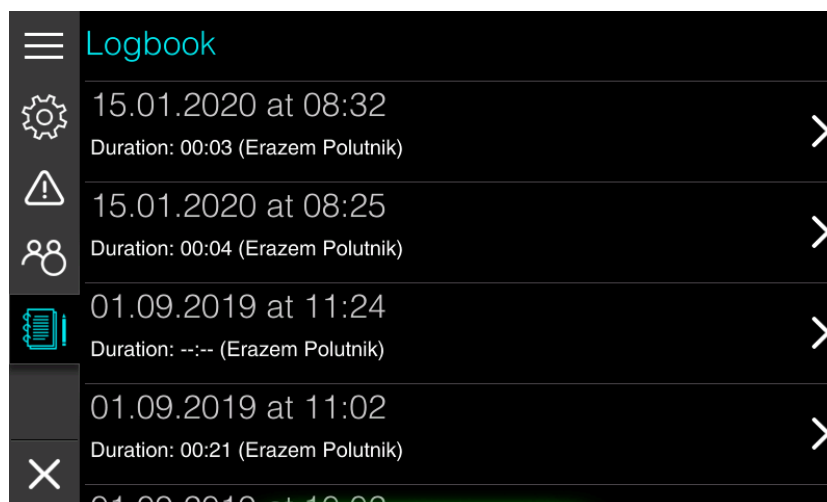 Logbook
15.01.2020 at 08:32
Duration: 00:03 (Erazem Polutnik)
15.01.2020 at 08:25
Duration: 00:04 (Erazem Polutnik)
01.09.2019 at 11:24
Duration: --:-- (Erazem Polutnik)
01.09.2019 at 11:02
Duration: 00:21 (Erazem Polutnik)